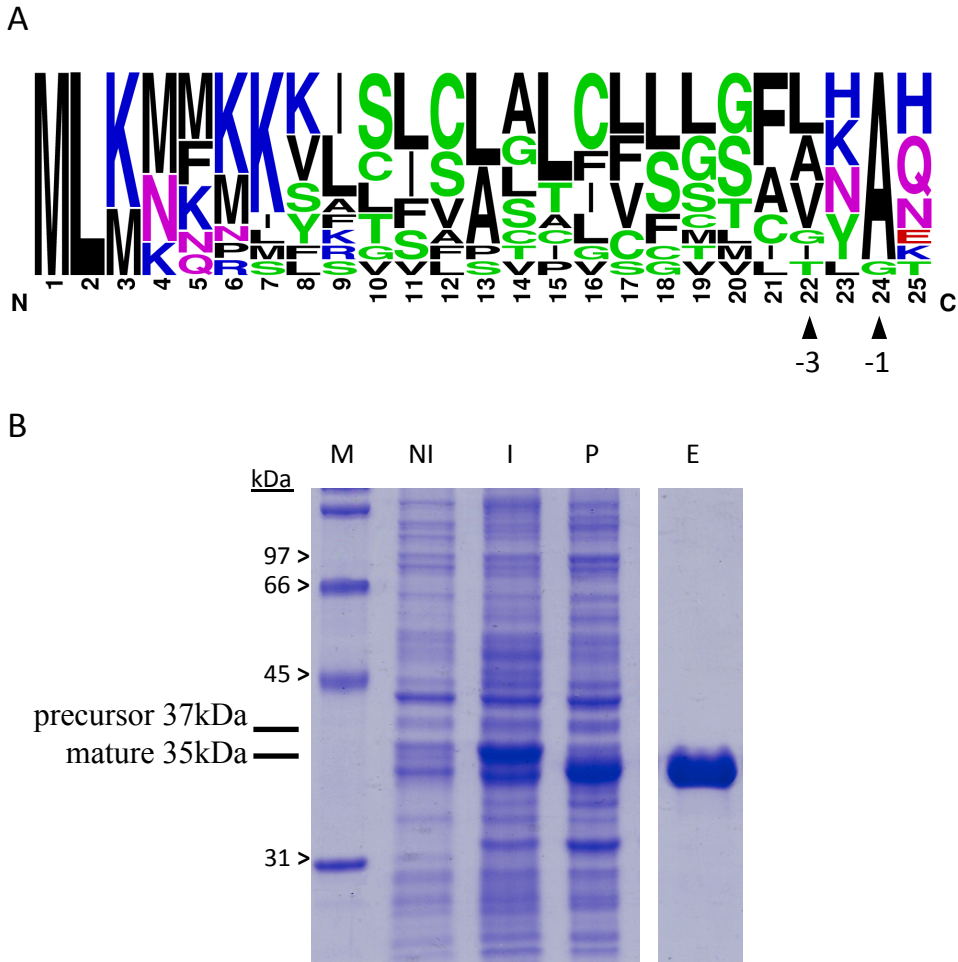 A
MLKMMKKKISLCLALCLLLGFLHAH
N 1 2 3 4 5 6 7 8 9 10 11 12 13 14 15 16 17 18 19 20 21 22 23 24 25 C
-3 -1
B
M NI I P E
kDa
97 >
66 >
45 >
precursor 37kDa
mature 35kDa
31 >